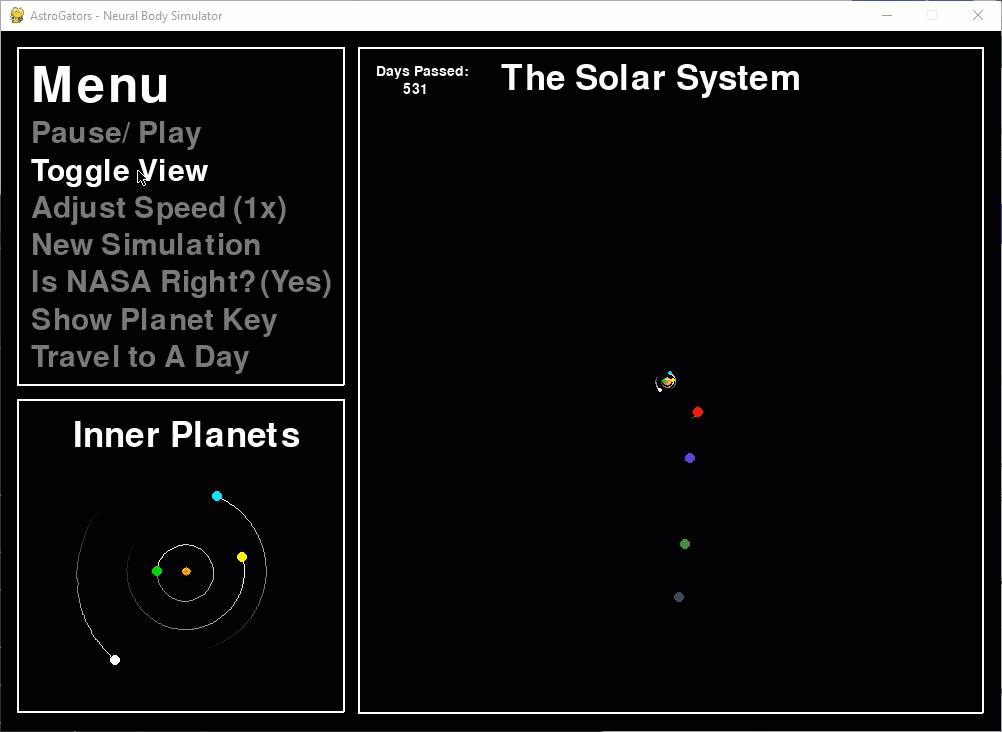 AstroGators - Neural Body Simulator
Menu
Pause/ Play
Toggle View
Adjust Speed (1x)
New Simulation
Is NASA Right? (Yes)
Show Planet Key
Travel to A Day
Inner Planets
Days Passed:
531
The Solar System